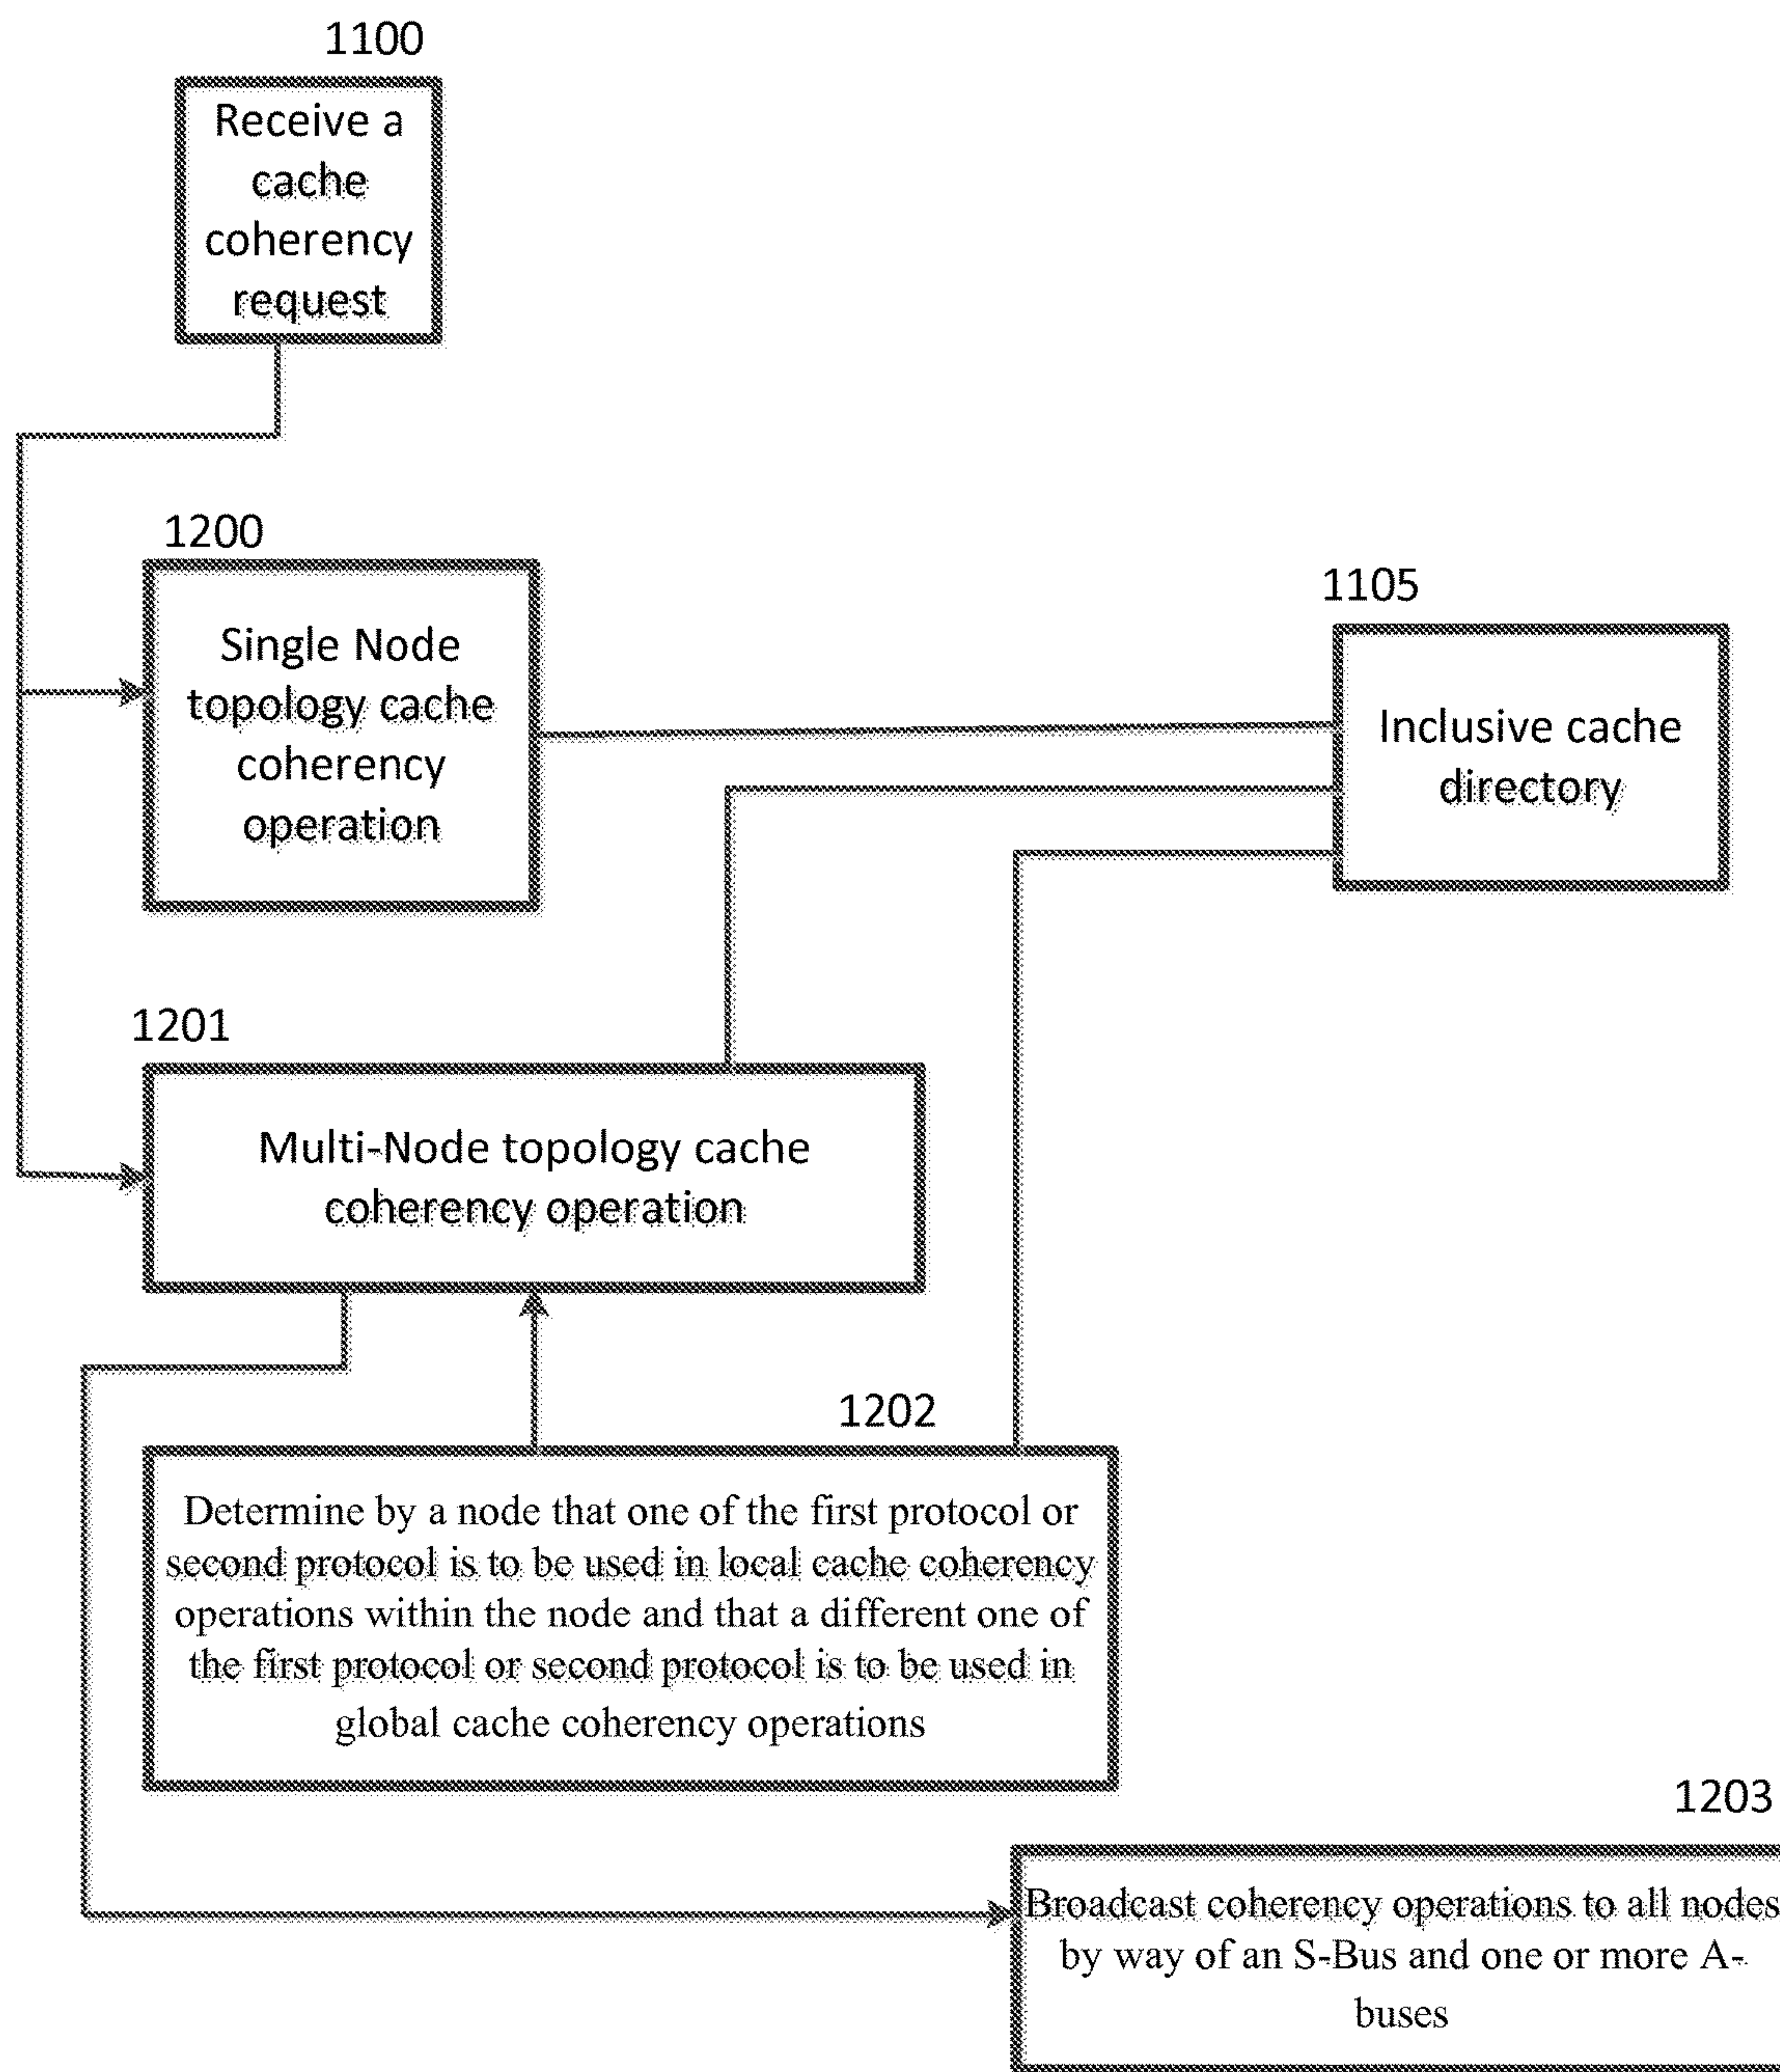 1100
Receive a
cache
coherency
request
1200
Single Node
topology cache
coherency
operation
1105
Inclusive cache
directory
1201
Multi-Node topology cache
coherency operation
1202
Determine by a node that one of the first protocol or
second protocol is to be used in local cache coherency
operations within the node and that a different one of
the first protocol or second protocol is to be used in
global cache coherency operations
1203
Broadcast coherency operations to all nodes
by way of an S-Bus and one or more A-
buses